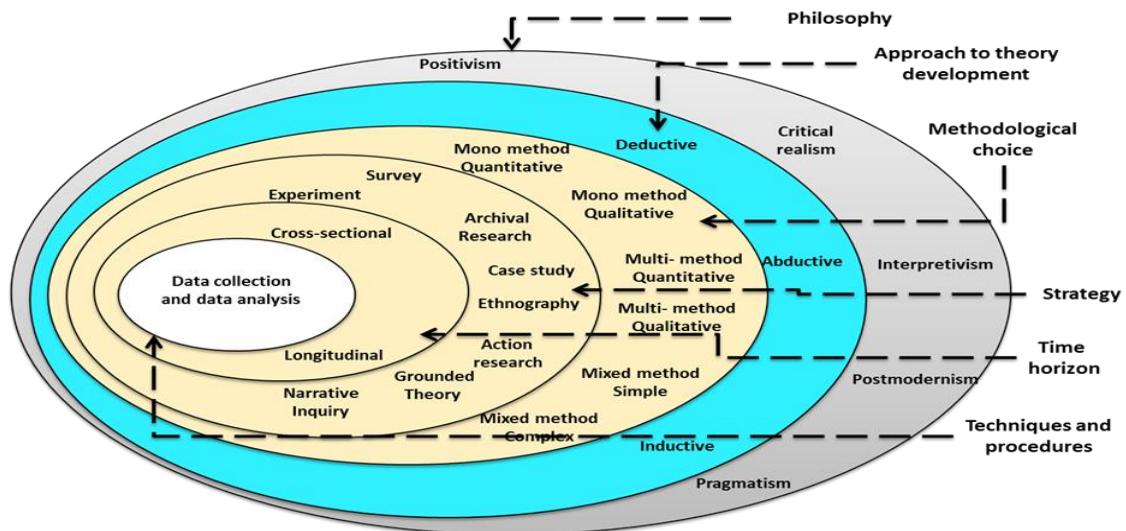 Philosophy
Approach to theory
development
Methodological
choice
Strategy
Time
horizon
Techniques and
procedures
Positivism
Critical
realism
Interpretivism
Postmodernism
Pragmatism
Deductive
Abductive
Inductive
Mono method
Quantitative
Mono method
Qualitative
Multi- method
Quantitative
Multi- method
Qualitative
Mixed method
Simple
Mixed method
Complex
Survey
Experiment
Archival
Research
Case study
Ethnography
Action
research
Grounded
Theory
Narrative
Inquiry
Cross-sectional
Longitudinal
Data collection
and data analysis